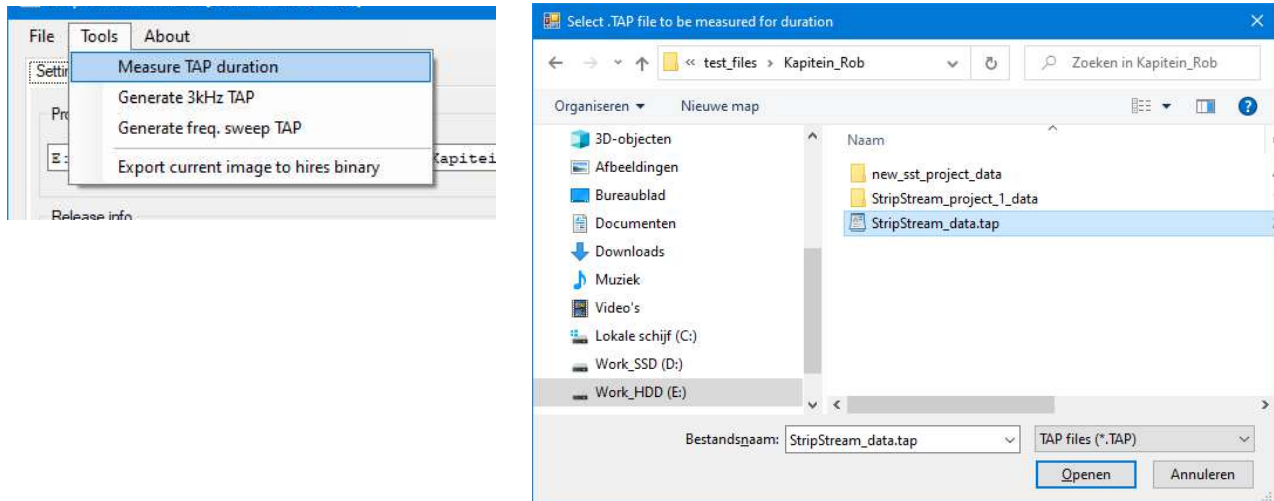 File Tools About
Settin
Measure TAP duration
Generate 3kHz TAP
Pro
Generate freq. sweep TAP
E:
Kapitei
Export current image to hires binary
Release info
Select .TAP file to be measured for duration
« test_files › Kapitein_Rob
Zoeken in Kapitein_Rob
Organiseren
Nieuwe map
3D-objecten
Afbeeldingen
Bureaublad
Documenten
Downloads
Muziek
Video's
Lokale schijf (C:)
Work_SSD (D:)
Work_HDD (E:)
Naam
new_sst_project_data
StripStream_project_1_data
StripStream_data.tap
Bestandsnaam: StripStream_data.tap
TAP files (*.TAP)
Openen
Annuleren